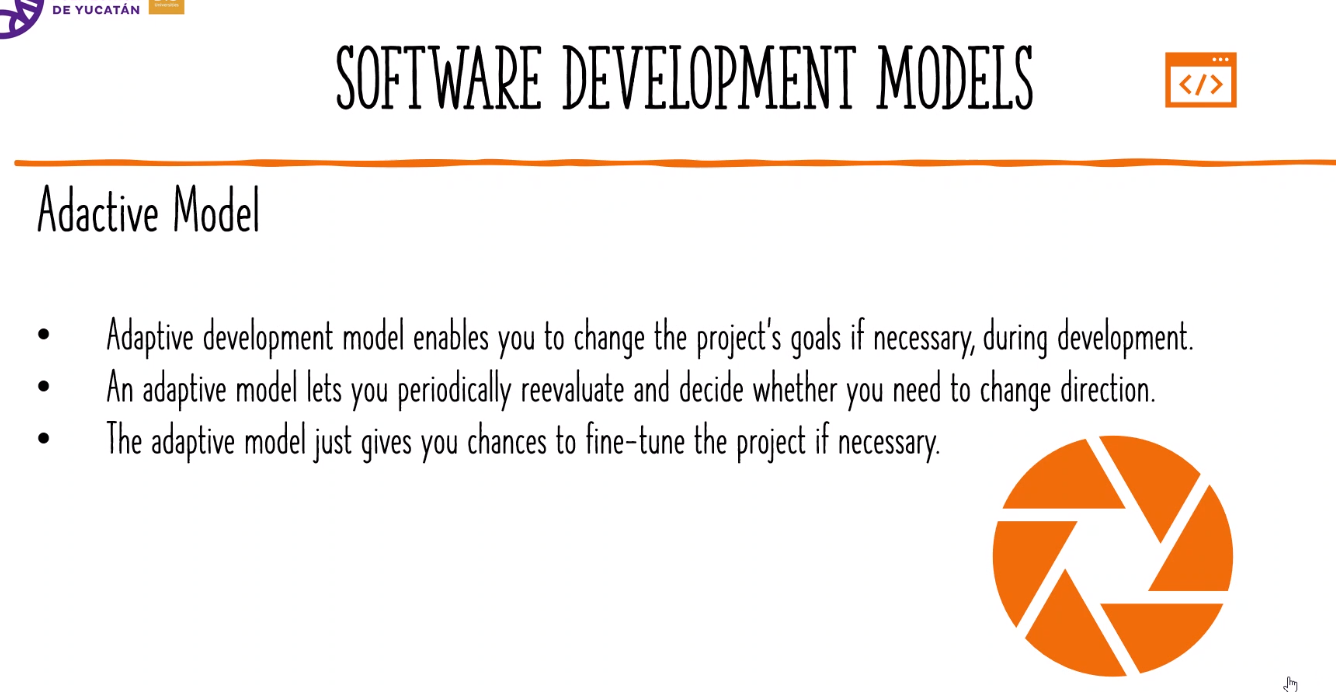 DE YUCATÁN
SOFTWARE DEVELOPMENT MODELS
</>
Adactive Model
• Adaptive development model enables you to change the project's goals if necessary, during development.
• An adaptive model lets you periodically reevaluate and decide whether you need to change direction.
• The adaptive model just gives you chances to fine-tune the project if necessary.